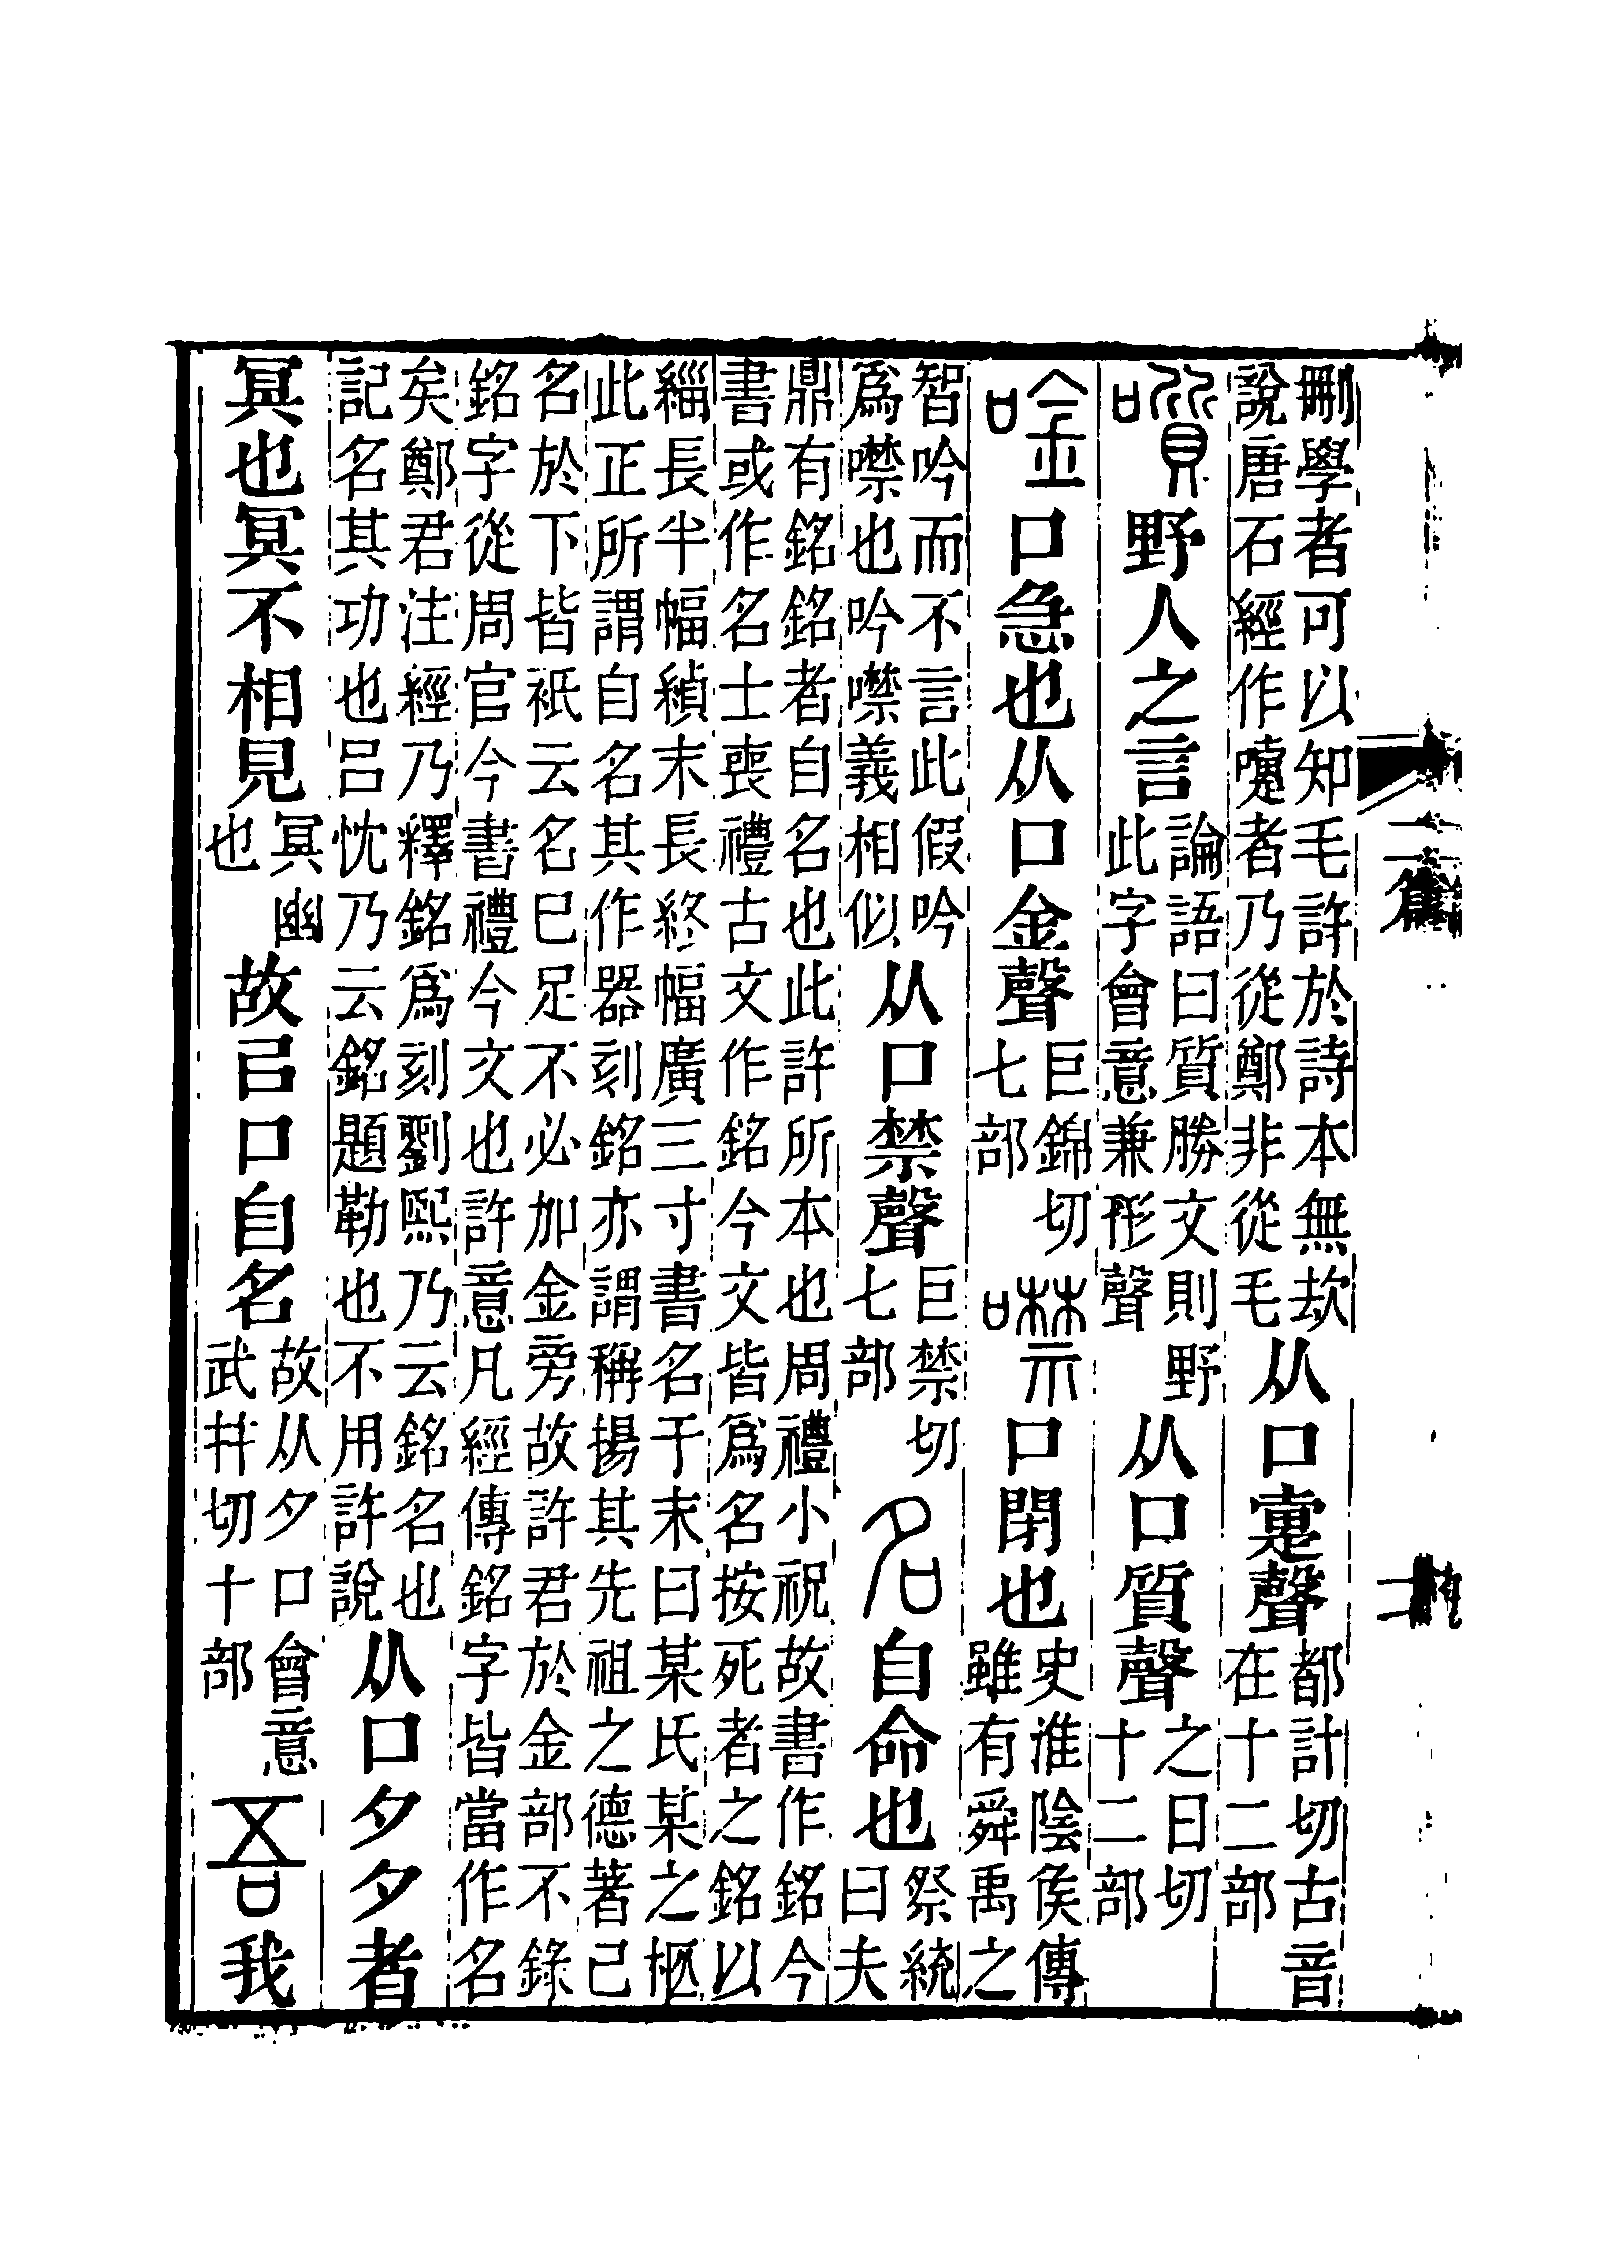 刪學者可以知毛許於詩本無㰦
說唐石經作嚔者乃從鄭非從毛
从口疐聲
都計切古音
在十二部
嚍野人之言
論語曰質勝文則野
此字會意兼形聲
从口質聲
之日切
十二部
唫口急也从口金聲
巨錦切
七部
噤口閉也
史淮陰侯傳
雖有舜禹之
智吟而不言此假吟
爲噤也吟噤義相似
从口禁聲
巨禁切
七部
名自命也
祭統
曰夫
鼎有銘銘者自名也此許所本也周禮小祝故書作銘今
書或作名士喪禮古文作銘今文皆爲名按死者之銘以
緇長半幅䞓末長終幅廣三寸書名于末曰某氏某之柩
此正所謂自名其作器刻銘亦謂稱揚其先祖之德著己
名於下皆衹云名巳足不必加金旁故許君於金部不錄
銘字從周官今書禮今文也許意凡經傳銘字皆當作名
矣鄭君注經乃釋銘爲刻劉熙乃云銘名也
記名其功也吕忱乃云銘題勒也不用許說
从口夕夕者
冥也冥不相見
冥幽
也
故㠯口自名
故从夕口會意
武幷切十部
吾我
二篇